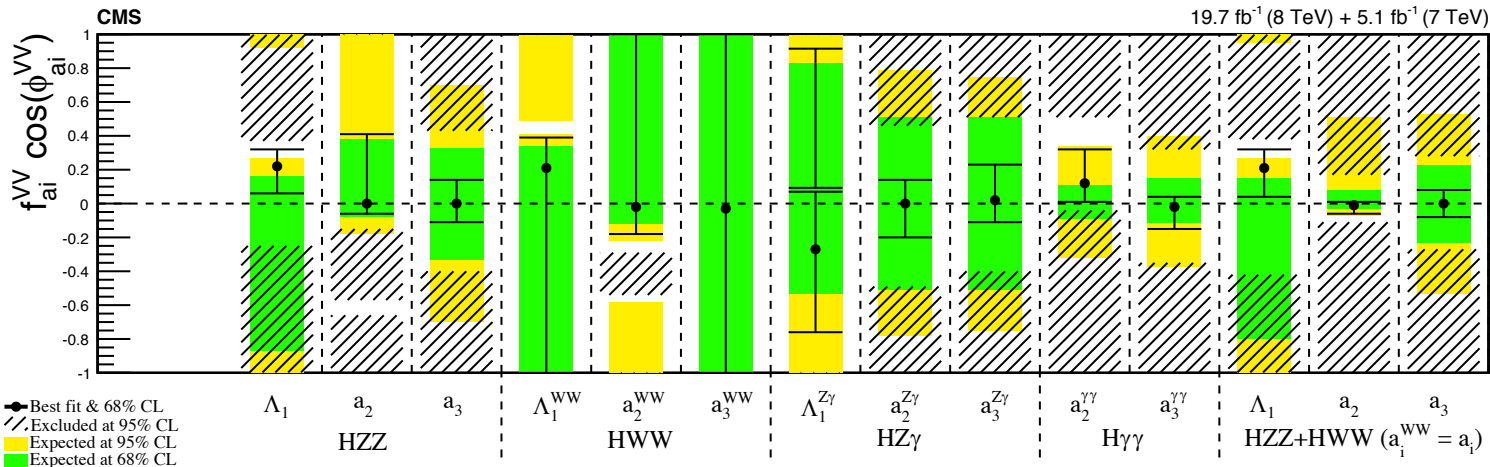 CMS 19.7 fb⁻¹ (8 TeV) + 5.1 fb⁻¹ (7 TeV)
f_{ai}^{VV} cos(ϕ_{ai}^{VV})
1
0.8
0.6
0.4
0.2
0
-0.2
-0.4
-0.6
-0.8
-1
Λ₁ a₂ a₃ Λ₁^{WW} a₂^{WW} a₃^{WW} Λ₁^{Zγ} a₂^{Zγ} a₃^{Zγ} a₂^{γγ} a₃^{γγ} Λ₁ a₂ a₃
HZZ HWW HZγ Hγγ HZZ+HWW (a_i^{WW} = a_i)
Best fit & 68% CL
Excluded at 95% CL
Expected at 95% CL
Expected at 68% CL